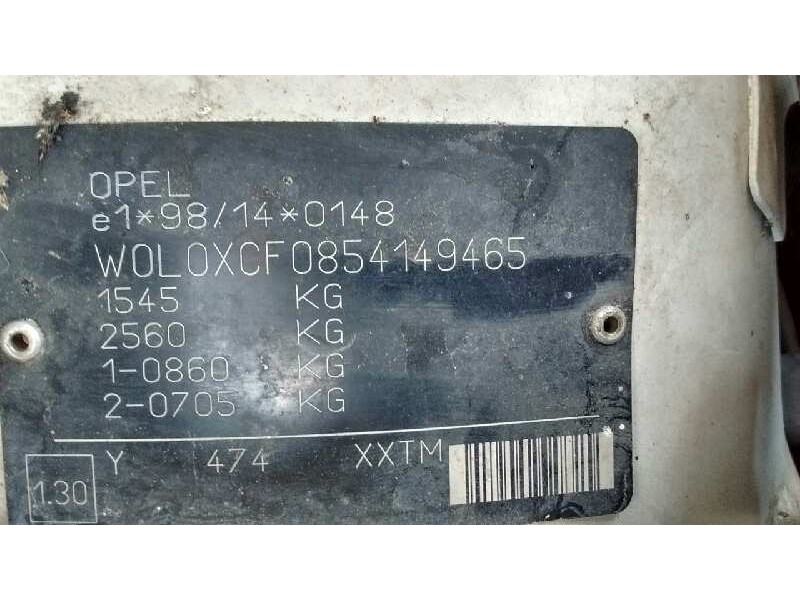 OPEL
e1*98/14*0148
W0L0XCF0854149465
1545 KG
2560 KG
1-0860 KG
2-0705 KG
Y 474 XXTM
1.30